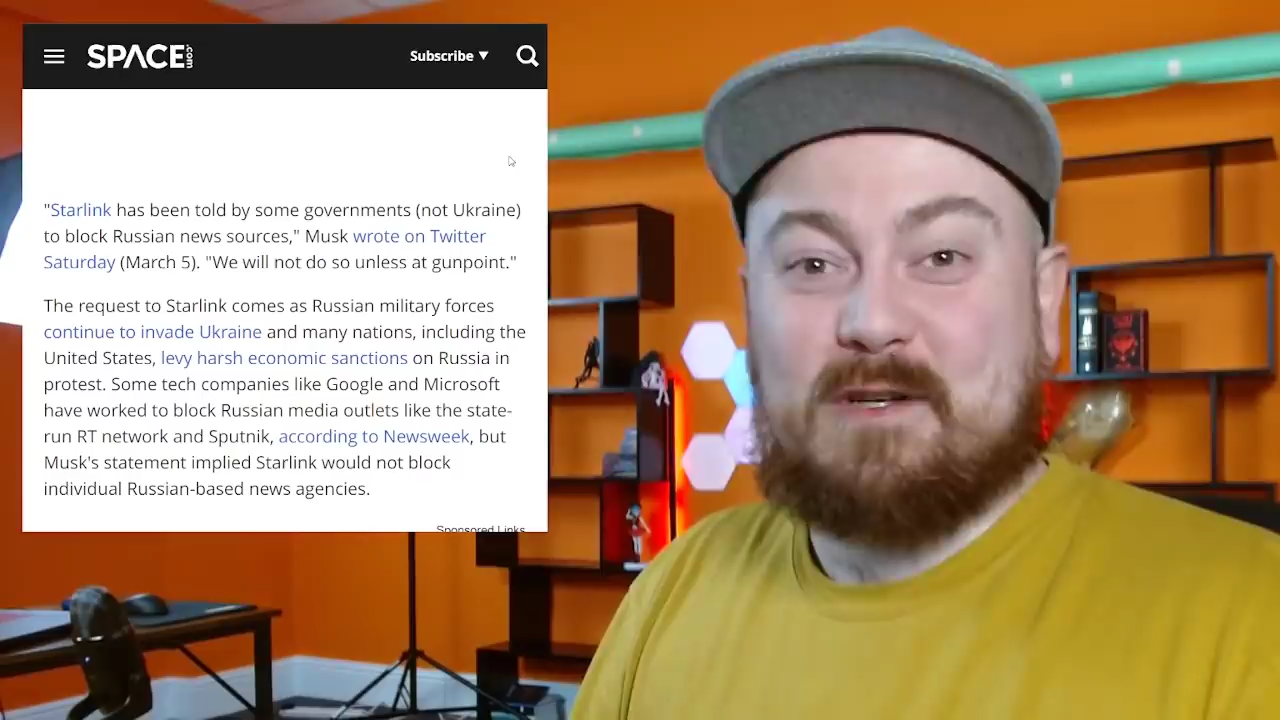 SPACE.com
Subscribe ▼
"Starlink has been told by some governments (not Ukraine)
to block Russian news sources," Musk wrote on Twitter
Saturday (March 5). "We will not do so unless at gunpoint."
The request to Starlink comes as Russian military forces
continue to invade Ukraine and many nations, including the
United States, levy harsh economic sanctions on Russia in
protest. Some tech companies like Google and Microsoft
have worked to block Russian media outlets like the state-
run RT network and Sputnik, according to Newsweek, but
Musk's statement implied Starlink would not block
individual Russian-based news agencies.
Sponsored Links